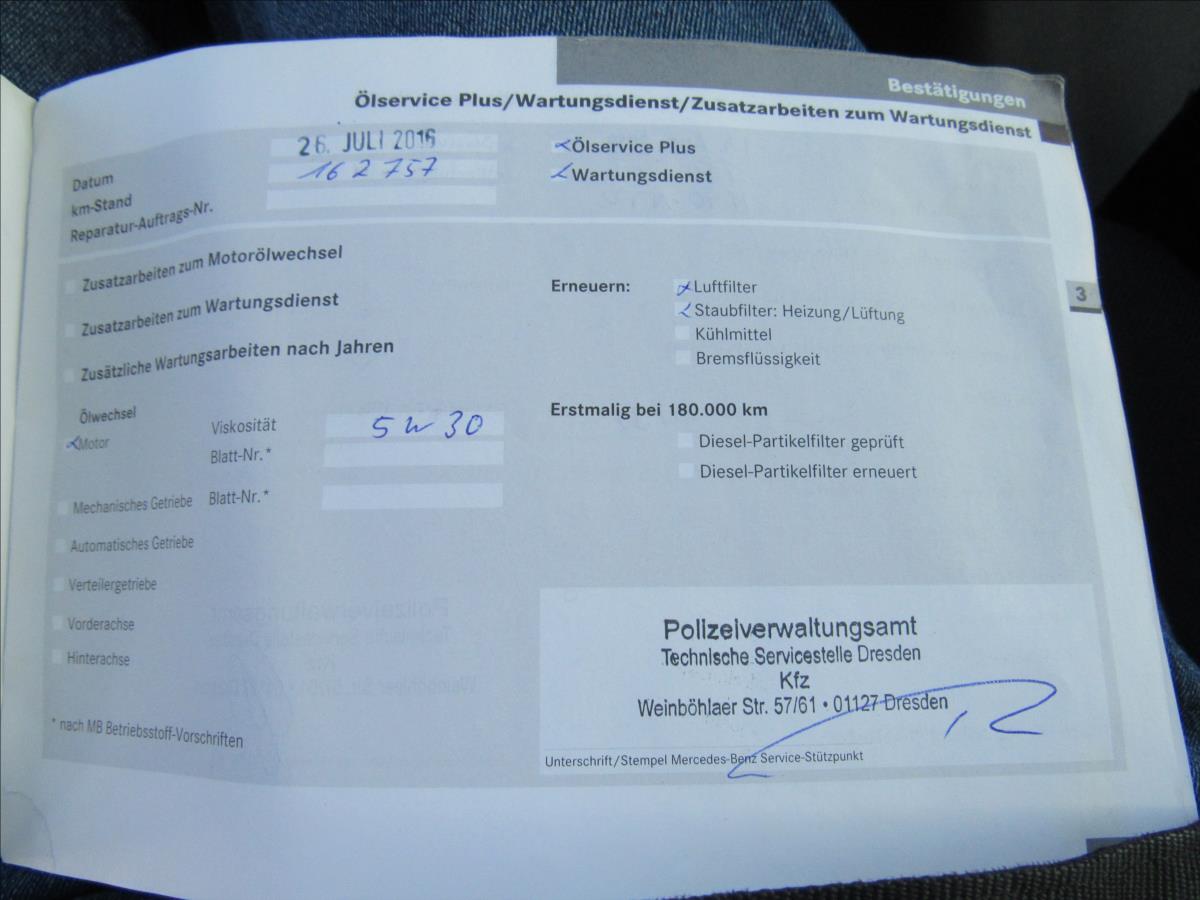 Bestätigungen
Ölservice Plus/Wartungsdienst/Zusatzarbeiten zum Wartungsdienst
Datum 26. JULI 2016
km-Stand 162757
Reparatur-Auftrags-Nr.
Ölservice Plus
Wartungsdienst
Zusatzarbeiten zum Motorölwechsel
Zusatzarbeiten zum Wartungsdienst
Zusätzliche Wartungsarbeiten nach Jahren
Ölwechsel
Motor Viskosität 5W30
Blatt-Nr.*
Mechanisches Getriebe Blatt-Nr.*
Automatisches Getriebe
Verteilergetriebe
Vorderachse
Hinterachse
* nach MB Betriebsstoff-Vorschriften
Erneuern: Luftfilter
Staubfilter: Heizung/Lüftung
Kühlmittel
Bremsflüssigkeit
3
Erstmalig bei 180.000 km
Diesel-Partikelfilter geprüft
Diesel-Partikelfilter erneuert
Polizeiverwaltungsamt
Technische Servicestelle Dresden
Kfz
Weinböhlaer Str. 57/61 • 01127 Dresden
Unterschrift/Stempel Mercedes-Benz Service-Stützpunkt